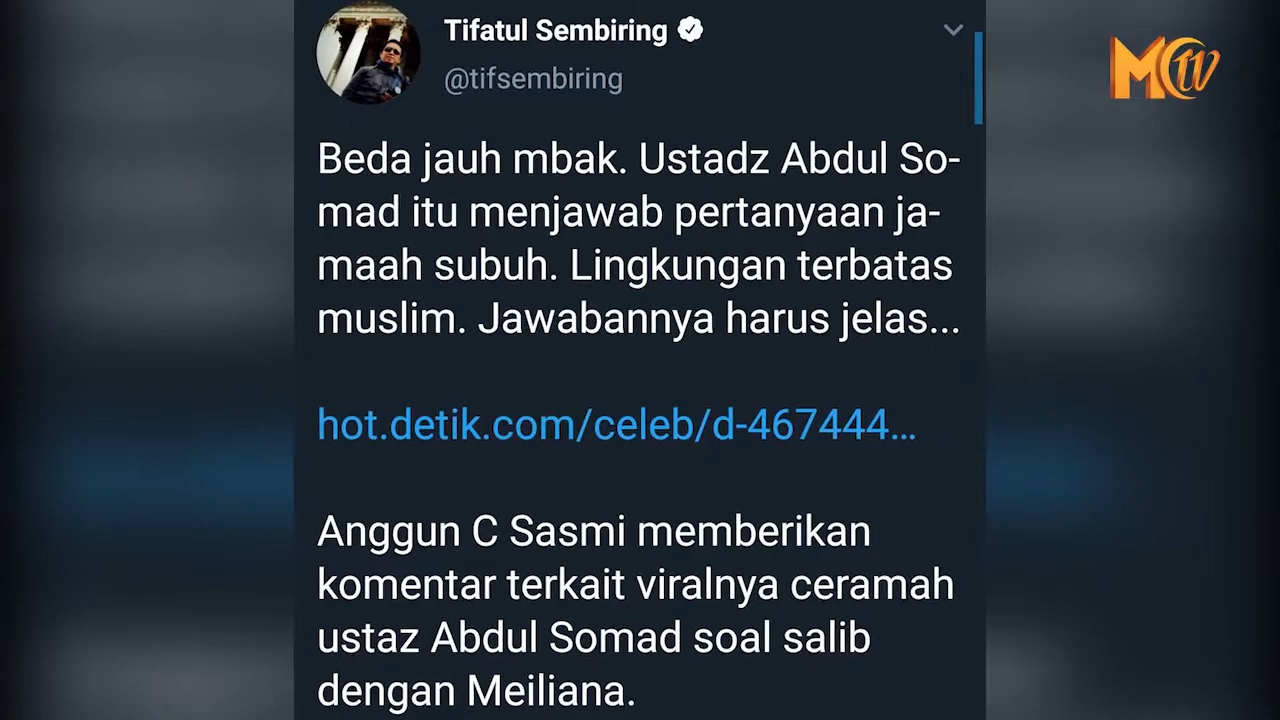 Tifatul Sembiring
@tifsembiring
MCTV
Beda jauh mbak. Ustadz Abdul So-
mad itu menjawab pertanyaan ja-
maah subuh. Lingkungan terbatas
muslim. Jawabannya harus jelas...
hot.detik.com/celeb/d-467444...
Anggun C Sasmi memberikan
komentar terkait viralnya ceramah
ustaz Abdul Somad soal salib
dengan Meiliana.